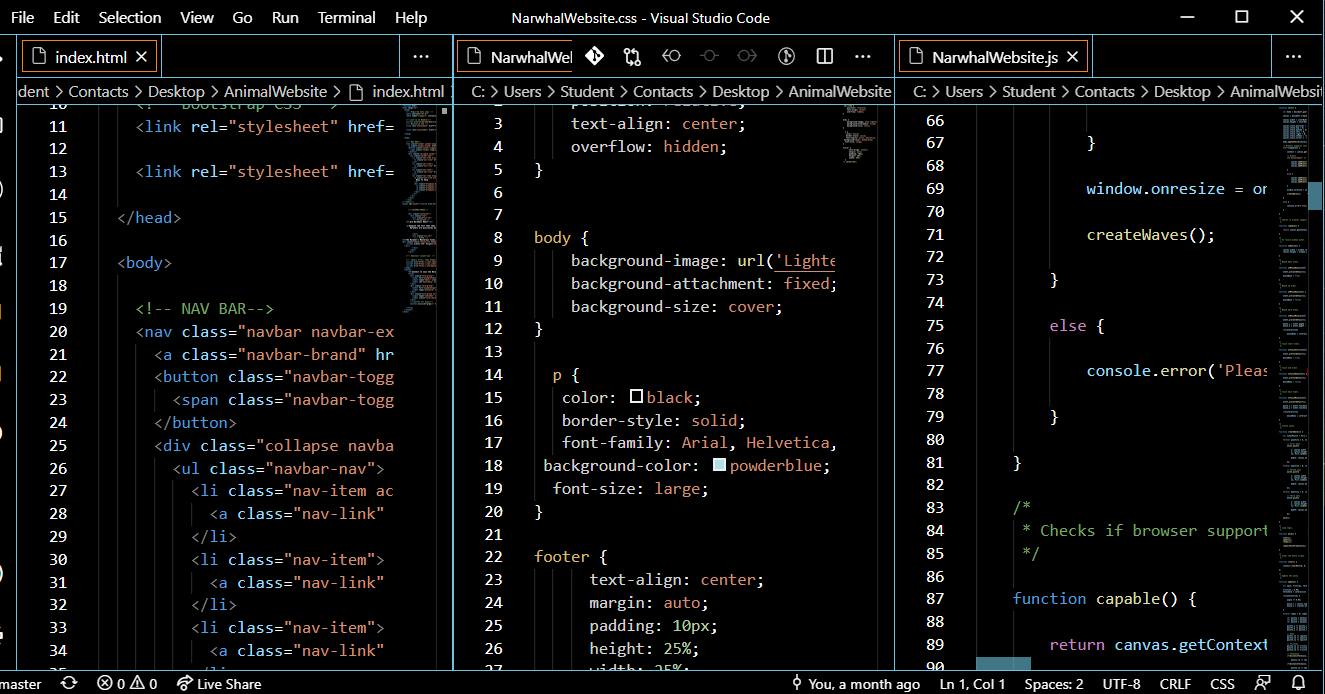 File Edit Selection View Go Run Terminal Help NarwhalWebsite.css - Visual Studio Code
index.html
dent > Contacts > Desktop > AnimalWebsite > index.html
11 <link rel="stylesheet" href=
12
13 <link rel="stylesheet" href=
14
15 </head>
16
17 <body>
18
19 <!-- NAV BAR-->
20 <nav class="navbar navbar-ex
21 <a class="navbar-brand" hr
22 <button class="navbar-togg
23 <span class="navbar-togg
24 </button>
25 <div class="collapse navba
26 <ul class="navbar-nav">
27 <li class="nav-item ac
28 <a class="nav-link"
29 </li>
30 <li class="nav-item">
31 <a class="nav-link"
32 </li>
33 <li class="nav-item">
34 <a class="nav-link"
NarwhalWel
C: > Users > Student > Contacts > Desktop > AnimalWebsite
3 text-align: center;
4 overflow: hidden;
5 }
6
7
8 body {
9 background-image: url('Lighte
10 background-attachment: fixed;
11 background-size: cover;
12 }
13
14 p {
15 color: black;
16 border-style: solid;
17 font-family: Arial, Helvetica,
18 background-color: powderblue;
19 font-size: large;
20 }
21
22 footer {
23 text-align: center;
24 margin: auto;
25 padding: 10px;
26 height: 25%;
27 width: 25%;
NarwhalWebsite.js
C: > Users > Student > Contacts > Desktop > AnimalWebsit
66
67 }
68
69 window.onresize = on
70
71 createWaves();
72
73 }
74
75 else {
76
77 console.error('Pleas
78
79 }
80
81 }
82
83 /*
84 * Checks if browser support
85 */
86
87 function capable() {
88
89 return canvas.getContext
90
master 0 0 Live Share You, a month ago Ln 1, Col 1 Spaces: 2 UTF-8 CRLF CSS